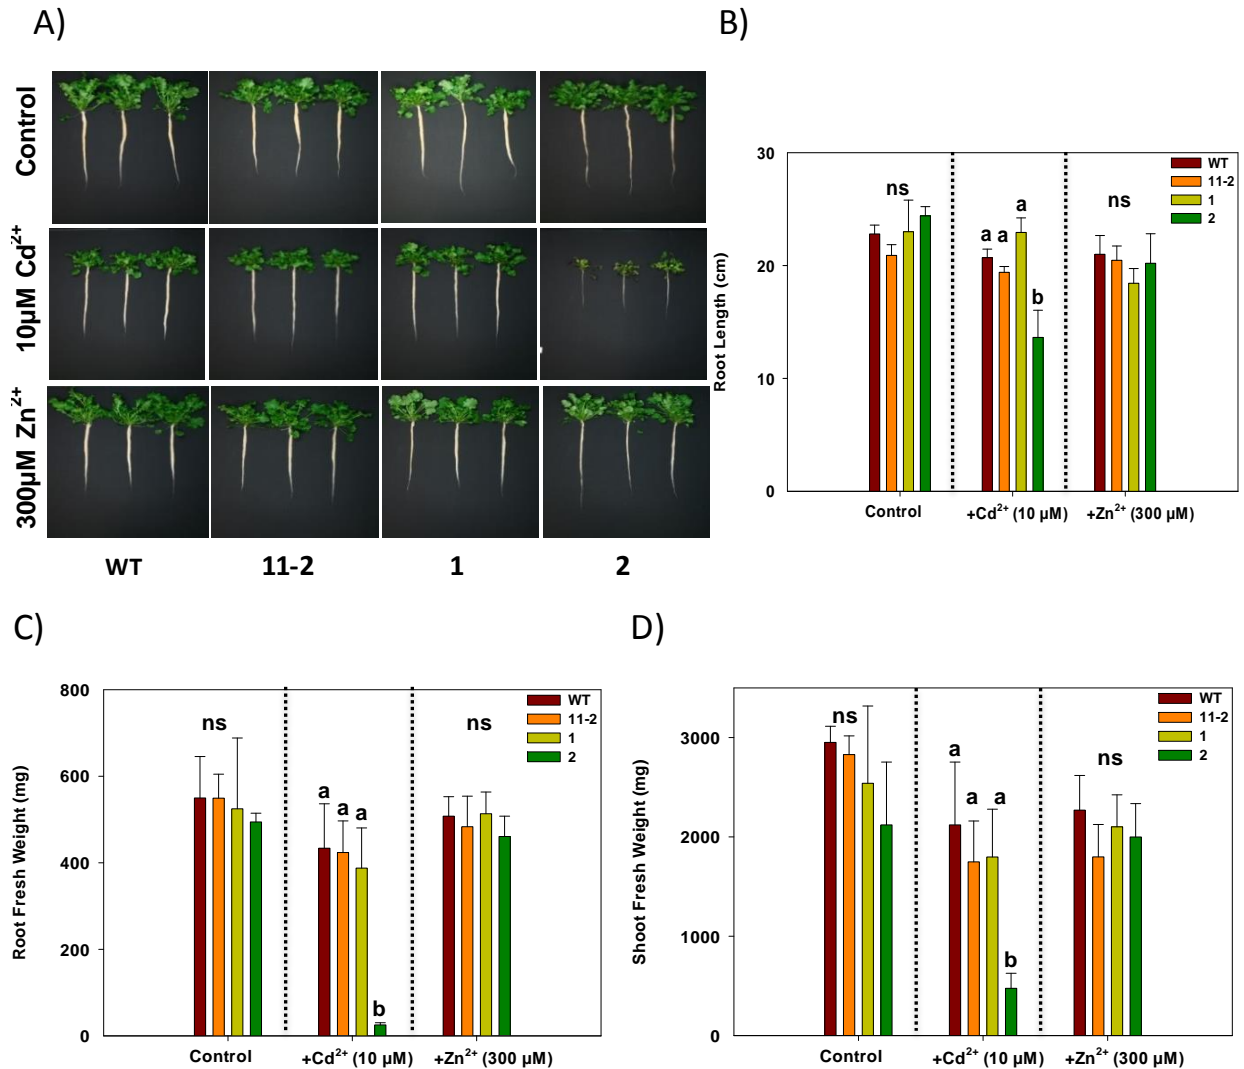 A)
Control
10μM Cd2+
300μM Zn2+
WT
11-2
1
2
B)
Root Length (cm)
30
20
10
0
ns
a
a
a
b
ns
WT
11-2
1
2
Control
+Cd2+ (10 μM)
+Zn2+ (300 μM)
C)
Root Fresh Weight (mg)
800
600
400
200
0
ns
a
a
a
b
ns
WT
11-2
1
2
Control
+Cd2+ (10 μM)
+Zn2+ (300 μM)
D)
Shoot Fresh Weight (mg)
3000
2000
1000
0
ns
a
a
a
b
ns
WT
11-2
1
2
Control
+Cd2+ (10 μM)
+Zn2+ (300 μM)